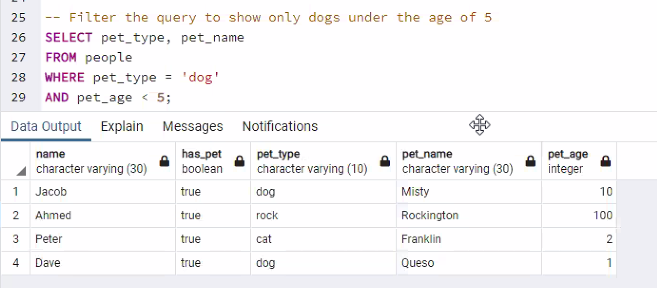 25 -- Filter the query to show only dogs under the age of 5
26 SELECT pet_type, pet_name
27 FROM people
28 WHERE pet_type = 'dog'
29 AND pet_age < 5;
Data Output Explain Messages Notifications
name has_pet pet_type pet_name pet_age
character varying (30) boolean character varying (10) character varying (30) integer
1 Jacob true dog Misty 10
2 Ahmed true rock Rockington 100
3 Peter true cat Franklin 2
4 Dave true dog Queso 1